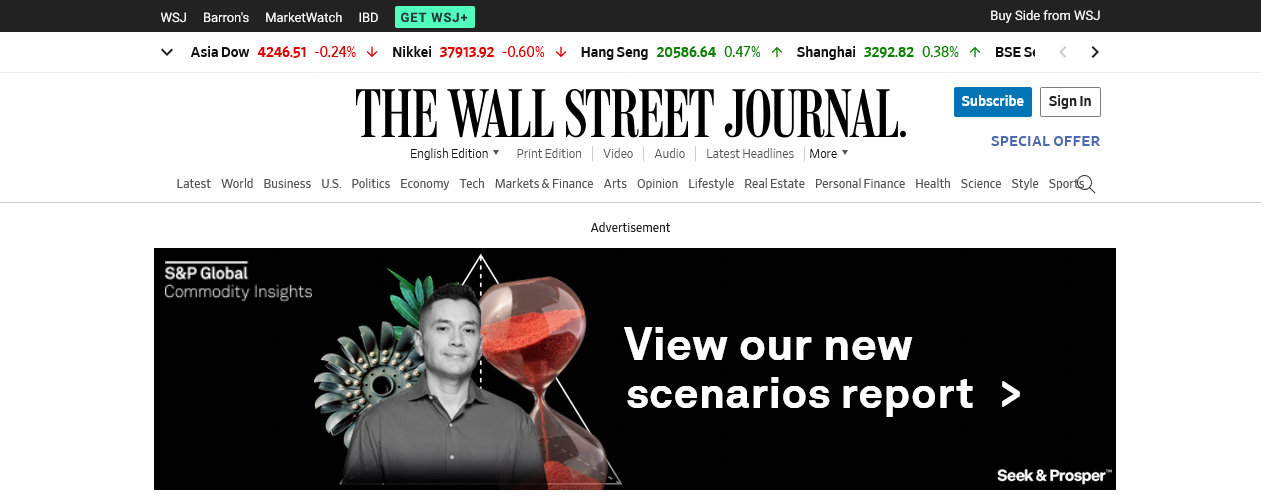 WSJ Barron's MarketWatch IBD GET WSJ+ Buy Side from WSJ
Asia Dow 4246.51 -0.24% Nikkei 37913.92 -0.60% Hang Seng 20586.64 0.47% Shanghai 3292.82 0.38% BSE
THE WALL STREET JOURNAL.
Subscribe Sign In
SPECIAL OFFER
English Edition Print Edition Video Audio Latest Headlines More
Latest World Business U.S. Politics Economy Tech Markets & Finance Arts Opinion Lifestyle Real Estate Personal Finance Health Science Style Sports
Advertisement
S&P Global
Commodity Insights
View our new
scenarios report >
Seek & Prosper™